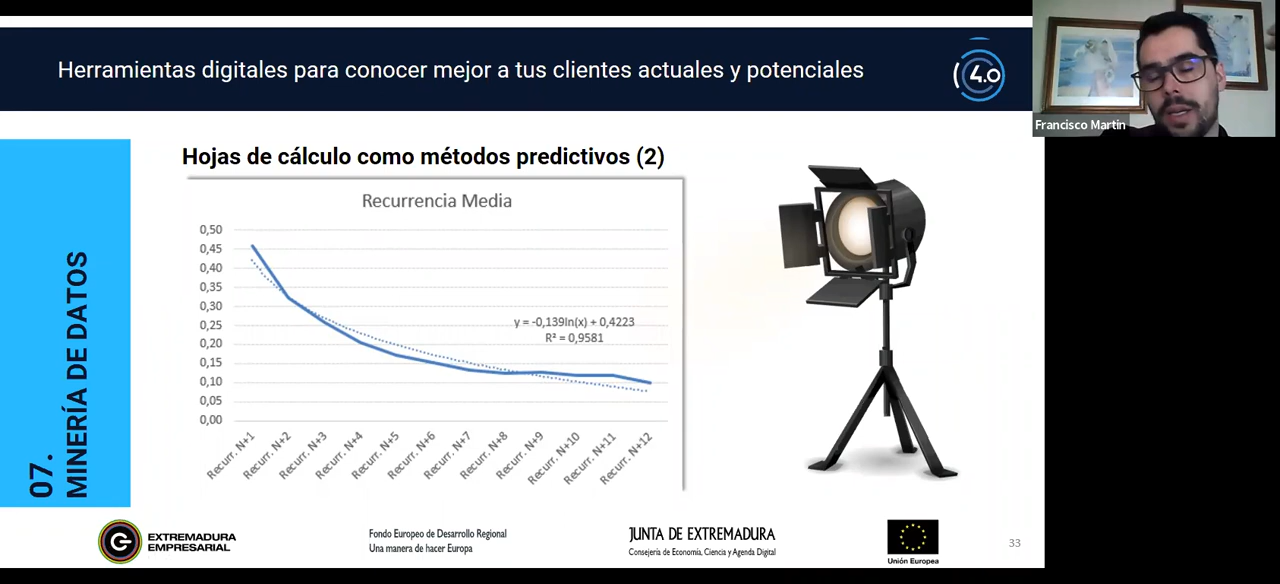 Herramientas digitales para conocer mejor a tus clientes actuales y potenciales
4.0
Francisco Martin
07.
MINERÍA DE DATOS
Hojas de cálculo como métodos predictivos (2)
Recurrencia Media
0,50
0,45
0,40
0,35
0,30
0,25
0,20
0,15
0,10
0,05
0,00
y = -0,139ln(x) + 0,4223
R² = 0,9581
Recurr. N+1
Recurr. N+2
Recurr. N+3
Recurr. N+4
Recurr. N+5
Recurr. N+6
Recurr. N+7
Recurr. N+8
Recurr. N+9
Recurr. N+10
Recurr. N+11
Recurr. N+12
EXTREMADURA
EMPRESARIAL
Fondo Europeo de Desarrollo Regional
Una manera de hacer Europa
JUNTA DE EXTREMADURA
Consejería de Economía, Ciencia y Agenda Digital
Unión Europea
33